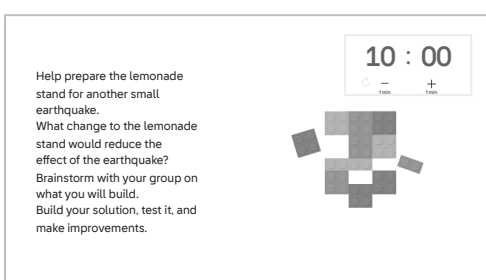 10 : 00
1 min
1 min
Help prepare the lemonade
stand for another small
earthquake.
What change to the lemonade
stand would reduce the
effect of the earthquake?
Brainstorm with your group on
what you will build.
Build your solution, test it, and
make improvements.